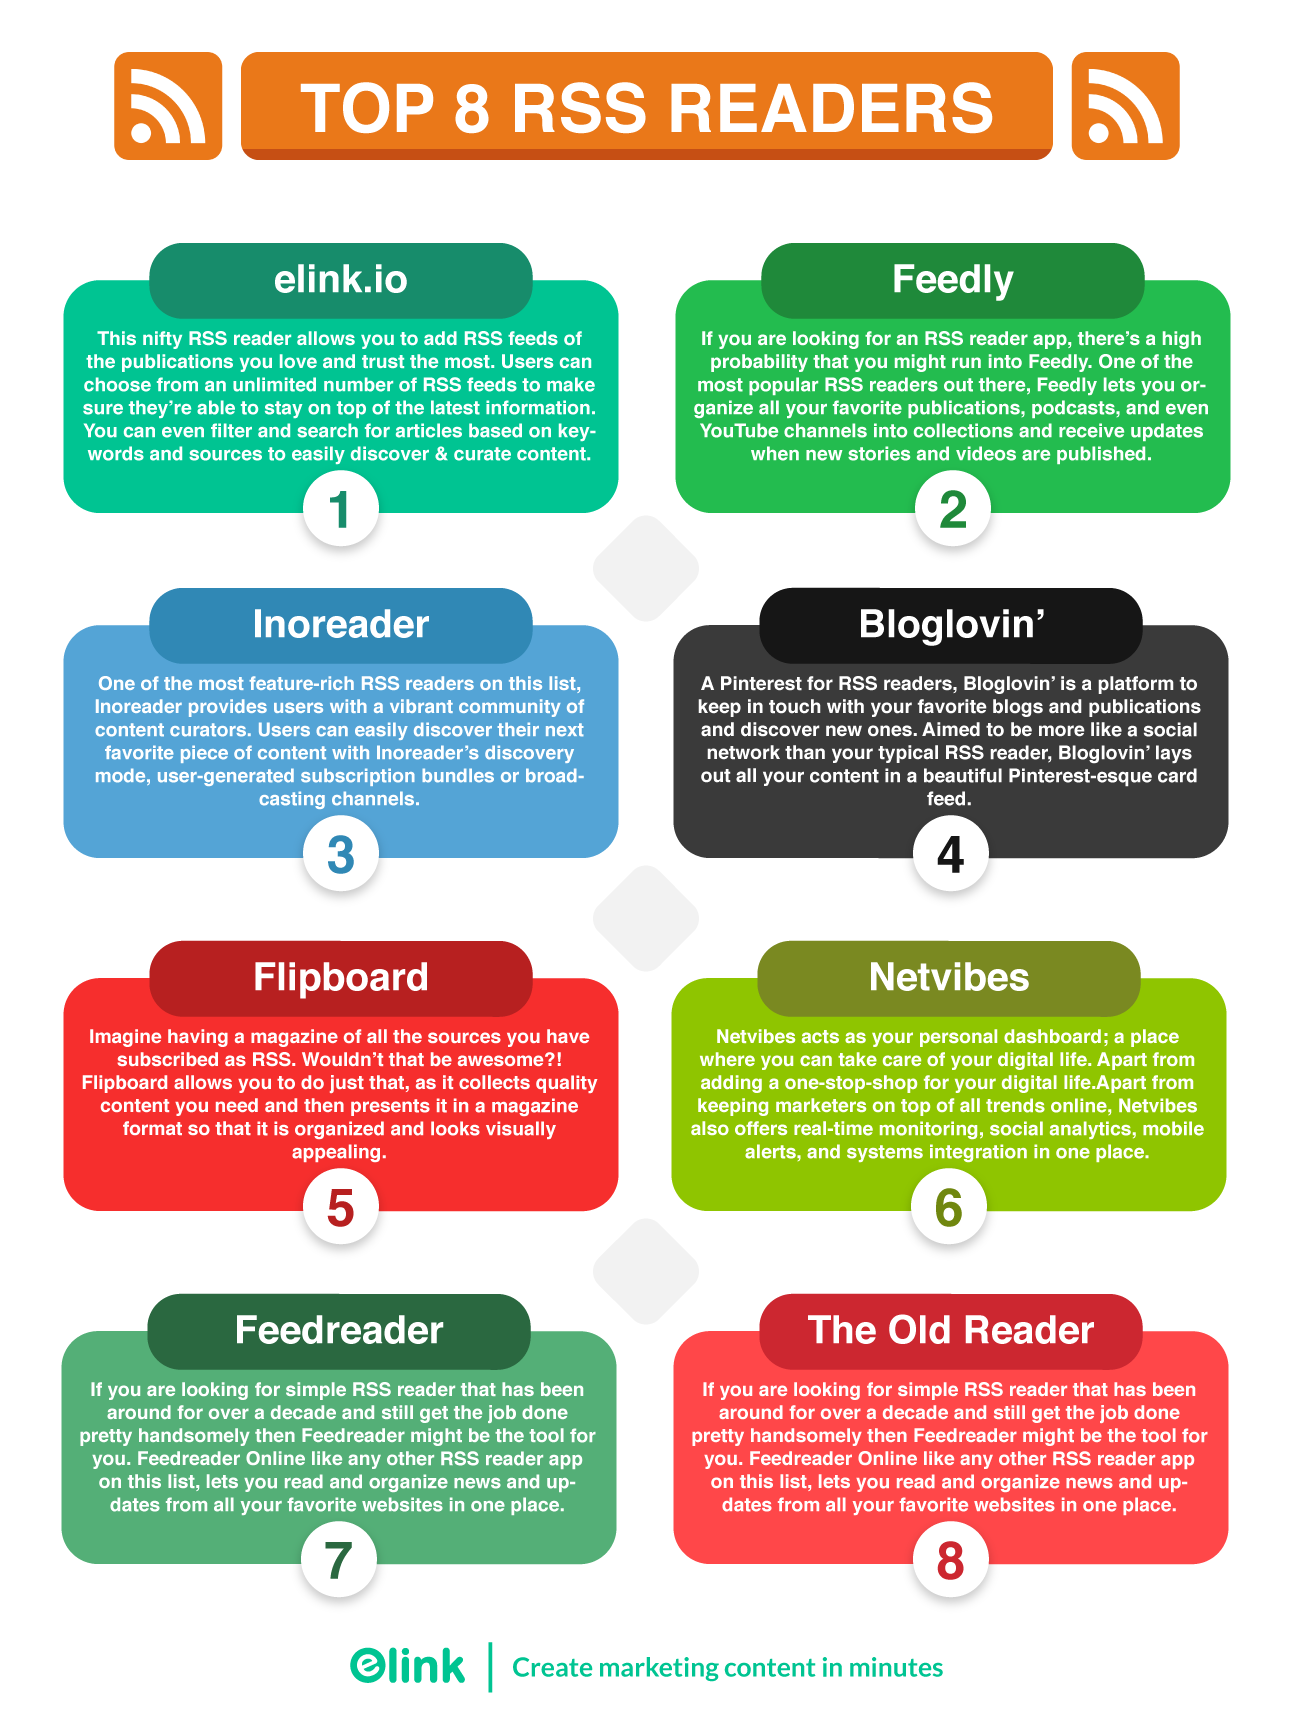 TOP 8 RSS READERS
elink.io
This nifty RSS reader allows you to add RSS feeds of
the publications you love and trust the most. Users can
choose from an unlimited number of RSS feeds to make
sure they're able to stay on top of the latest information.
You can even filter and search for articles based on key-
words and sources to easily discover & curate content.
1
Feedly
If you are looking for an RSS reader app, there's a high
probability that you might run into Feedly. One of the
most popular RSS readers out there, Feedly lets you or-
ganize all your favorite publications, podcasts, and even
YouTube channels into collections and receive updates
when new stories and videos are published.
2
Inoreader
One of the most feature-rich RSS readers on this list,
Inoreader provides users with a vibrant community of
content curators. Users can easily discover their next
favorite piece of content with Inoreader's discovery
mode, user-generated subscription bundles or broad-
casting channels.
3
Bloglovin'
A Pinterest for RSS readers, Bloglovin' is a platform to
keep in touch with your favorite blogs and publications
and discover new ones. Aimed to be more like a social
network than your typical RSS reader, Bloglovin' lays
out all your content in a beautiful Pinterest-esque card
feed.
4
Flipboard
Imagine having a magazine of all the sources you have
subscribed as RSS. Wouldn't that be awesome?!
Flipboard allows you to do just that, as it collects quality
content you need and then presents it in a magazine
format so that it is organized and looks visually
appealing.
5
Netvibes
Netvibes acts as your personal dashboard; a place
where you can take care of your digital life. Apart from
adding a one-stop-shop for your digital life.Apart from
keeping marketers on top of all trends online, Netvibes
also offers real-time monitoring, social analytics, mobile
alerts, and systems integration in one place.
6
Feedreader
If you are looking for simple RSS reader that has been
around for over a decade and still get the job done
pretty handsomely then Feedreader might be the tool for
you. Feedreader Online like any other RSS reader app
on this list, lets you read and organize news and up-
dates from all your favorite websites in one place.
7
The Old Reader
If you are looking for simple RSS reader that has been
around for over a decade and still get the job done
pretty handsomely then Feedreader might be the tool for
you. Feedreader Online like any other RSS reader app
on this list, lets you read and organize news and up-
dates from all your favorite websites in one place.
8
elink | Create marketing content in minutes